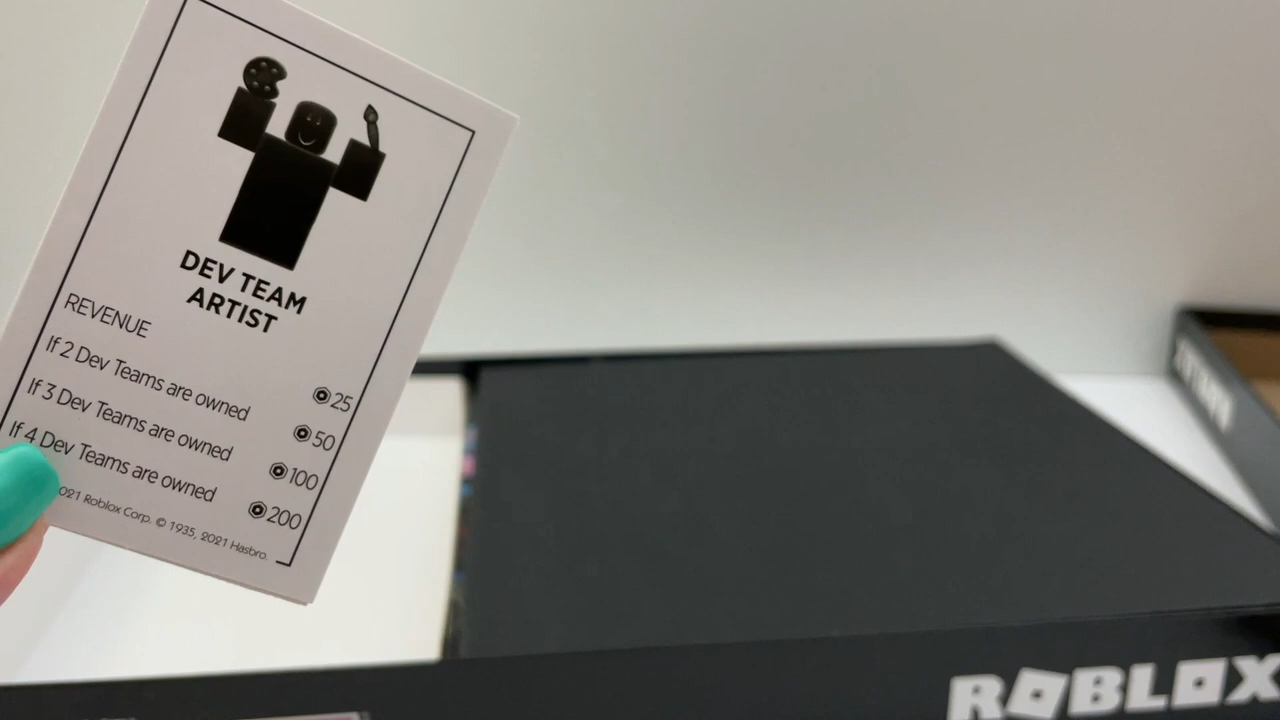 DEV TEAM
ARTIST
REVENUE 25
If 2 Dev Teams are owned 50
If 3 Dev Teams are owned 100
If 4 Dev Teams are owned 200
021 Roblox Corp. © 1935, 2021 Hasbro.
ROBLOX